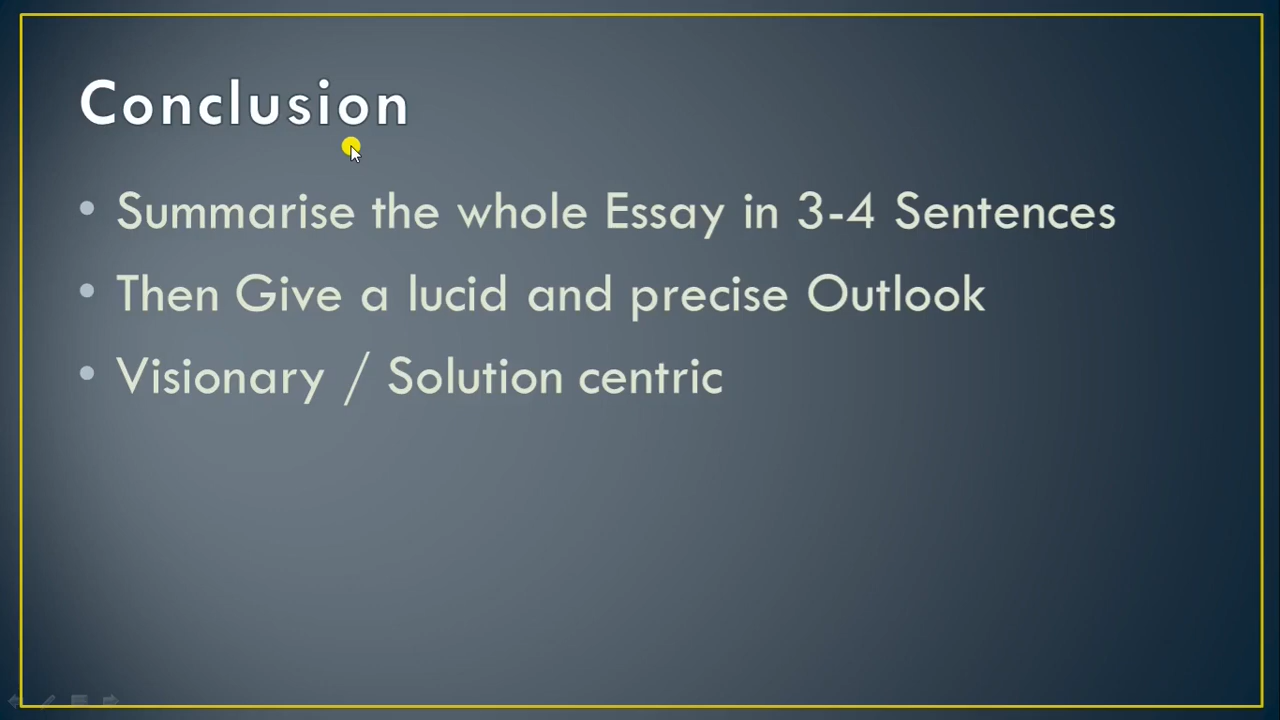 Conclusion
• Summarise the whole Essay in 3-4 Sentences
• Then Give a lucid and precise Outlook
• Visionary / Solution centric